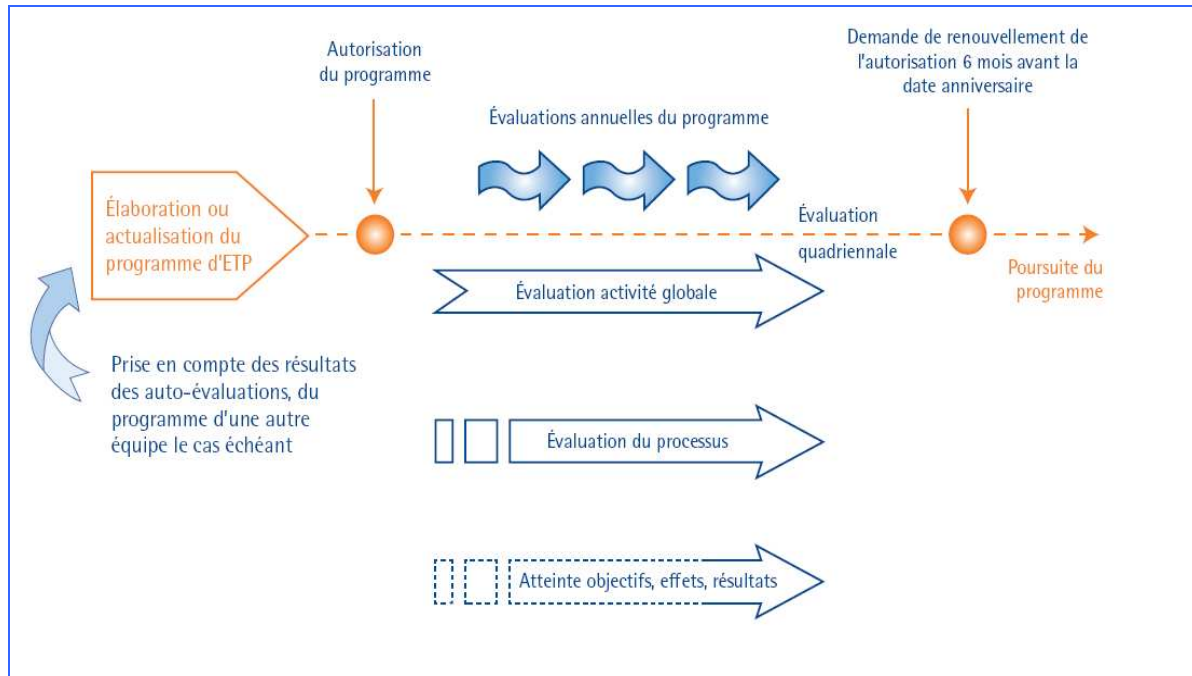 Autorisation
du programme
Demande de renouvellement de
l'autorisation 6 mois avant la
date anniversaire
Évaluations annuelles du programme
Élaboration ou
actualisation du
programme d'ETP
Évaluation
quadriennale
Poursuite du
programme
Évaluation activité globale
Prise en compte des résultats
des auto-évaluations, du
programme d'une autre
équipe le cas échéant
Évaluation du processus
Atteinte objectifs, effets, résultats